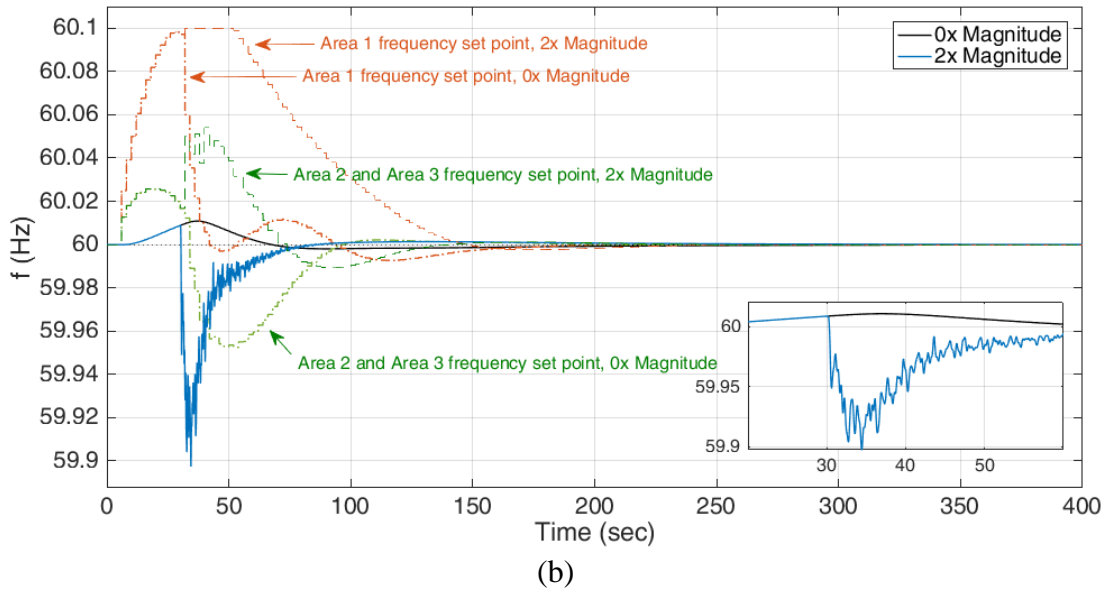 60.1
60.08
60.06
60.04
60.02
60
59.98
59.96
59.94
59.92
59.9
f (Hz)
Area 1 frequency set point, 2x Magnitude
Area 1 frequency set point, 0x Magnitude
0x Magnitude
2x Magnitude
Area 2 and Area 3 frequency set point, 2x Magnitude
Area 2 and Area 3 frequency set point, 0x Magnitude
60
59.95
59.9
30 40 50
0 50 100 150 200 250 300 350 400
Time (sec)
(b)